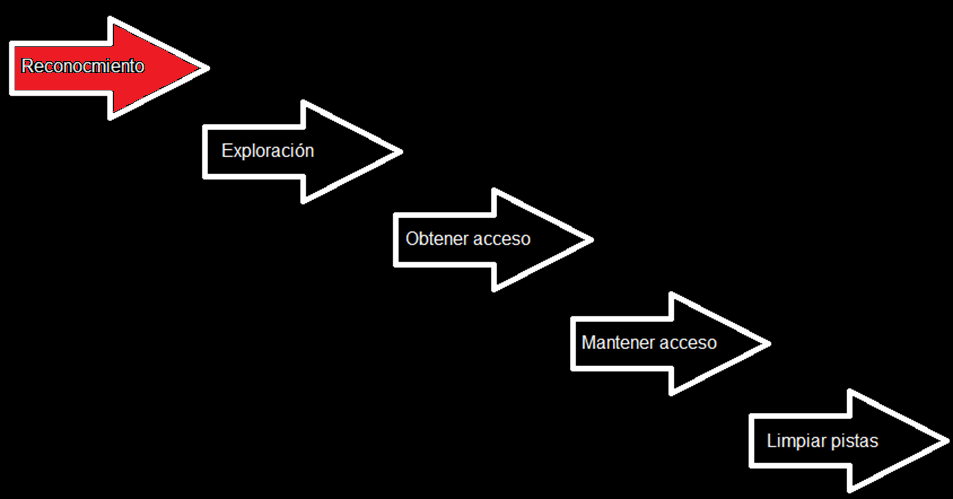 Reconocmiento
Exploración
Obtener acceso
Mantener acceso
Limpiar pistas